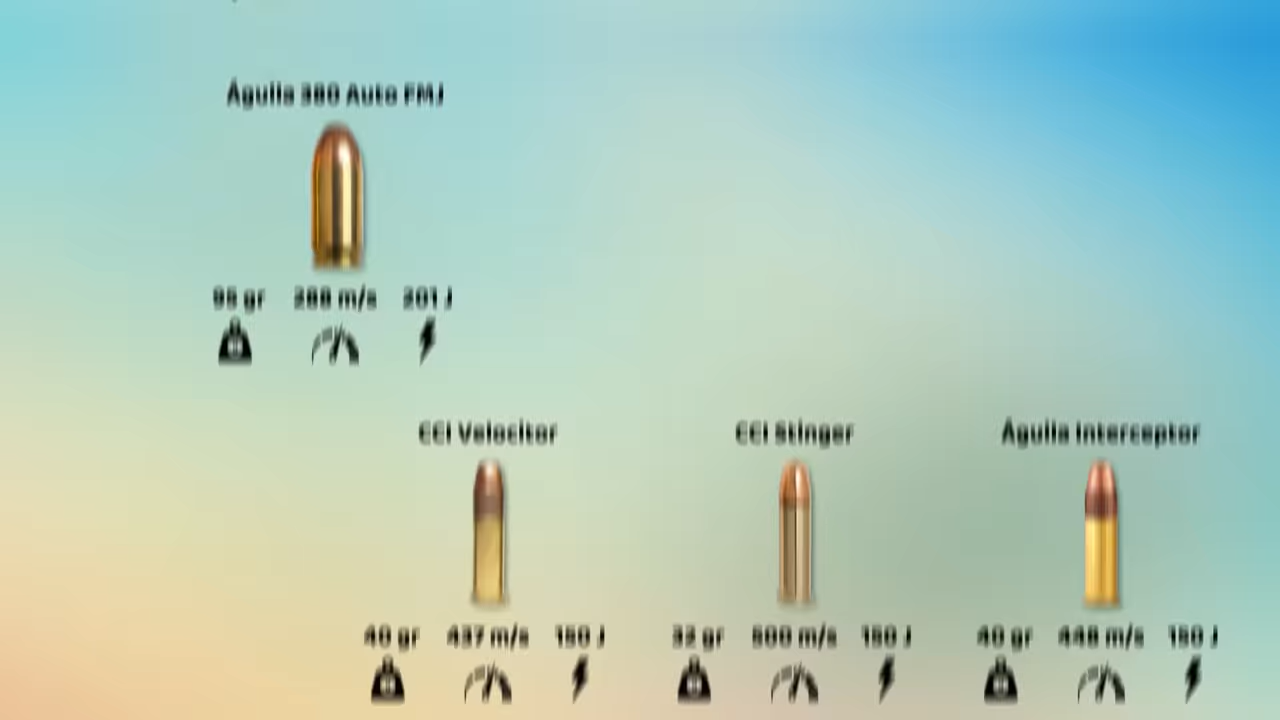 Águila 380 Auto FMJ
95 gr 288 m/s 201 J
CCI Velocitor
CCI Stinger
Águila Interceptor
40 gr 437 m/s 150 J
32 gr 500 m/s 150 J
40 gr 448 m/s 150 J